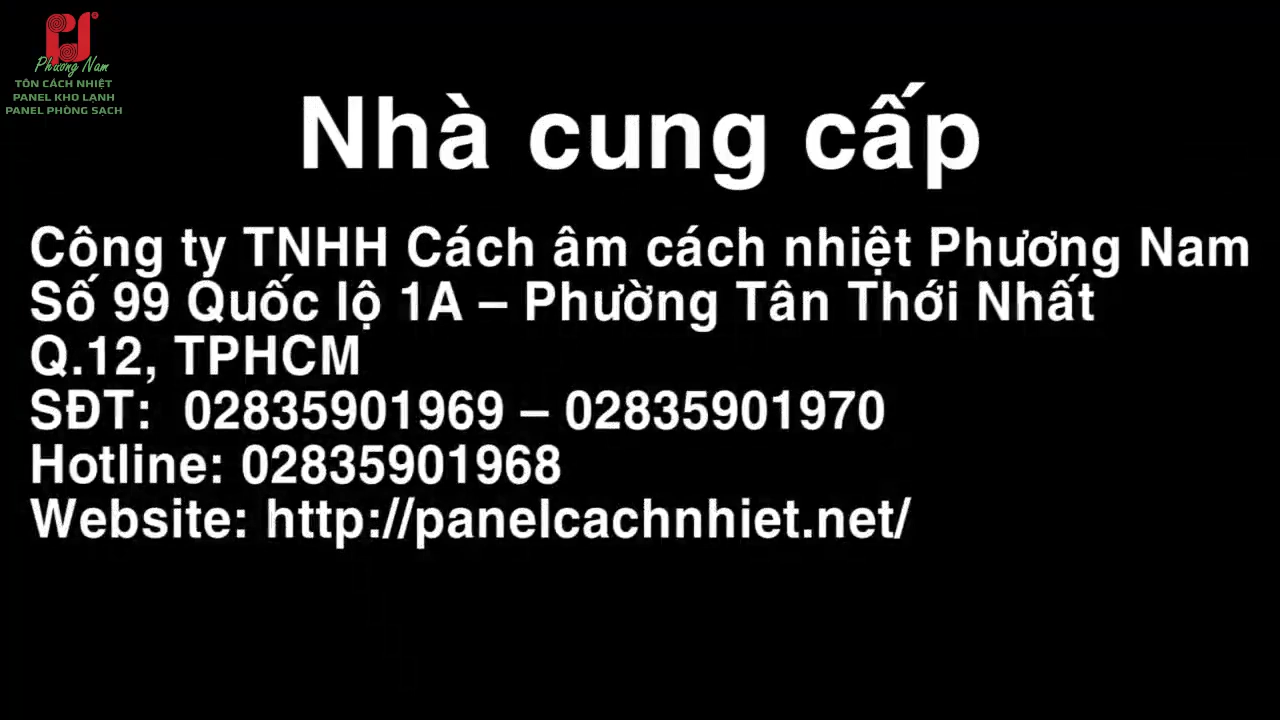 Phương Nam
TÔN CÁCH NHIỆT
PANEL KHO LẠNH
PANEL PHÒNG SẠCH
Nhà cung cấp
Công ty TNHH Cách âm cách nhiệt Phương Nam
Số 99 Quốc lộ 1A – Phường Tân Thới Nhất
Q.12, TPHCM
SĐT: 02835901969 – 02835901970
Hotline: 02835901968
Website: http://panelcachnhiet.net/